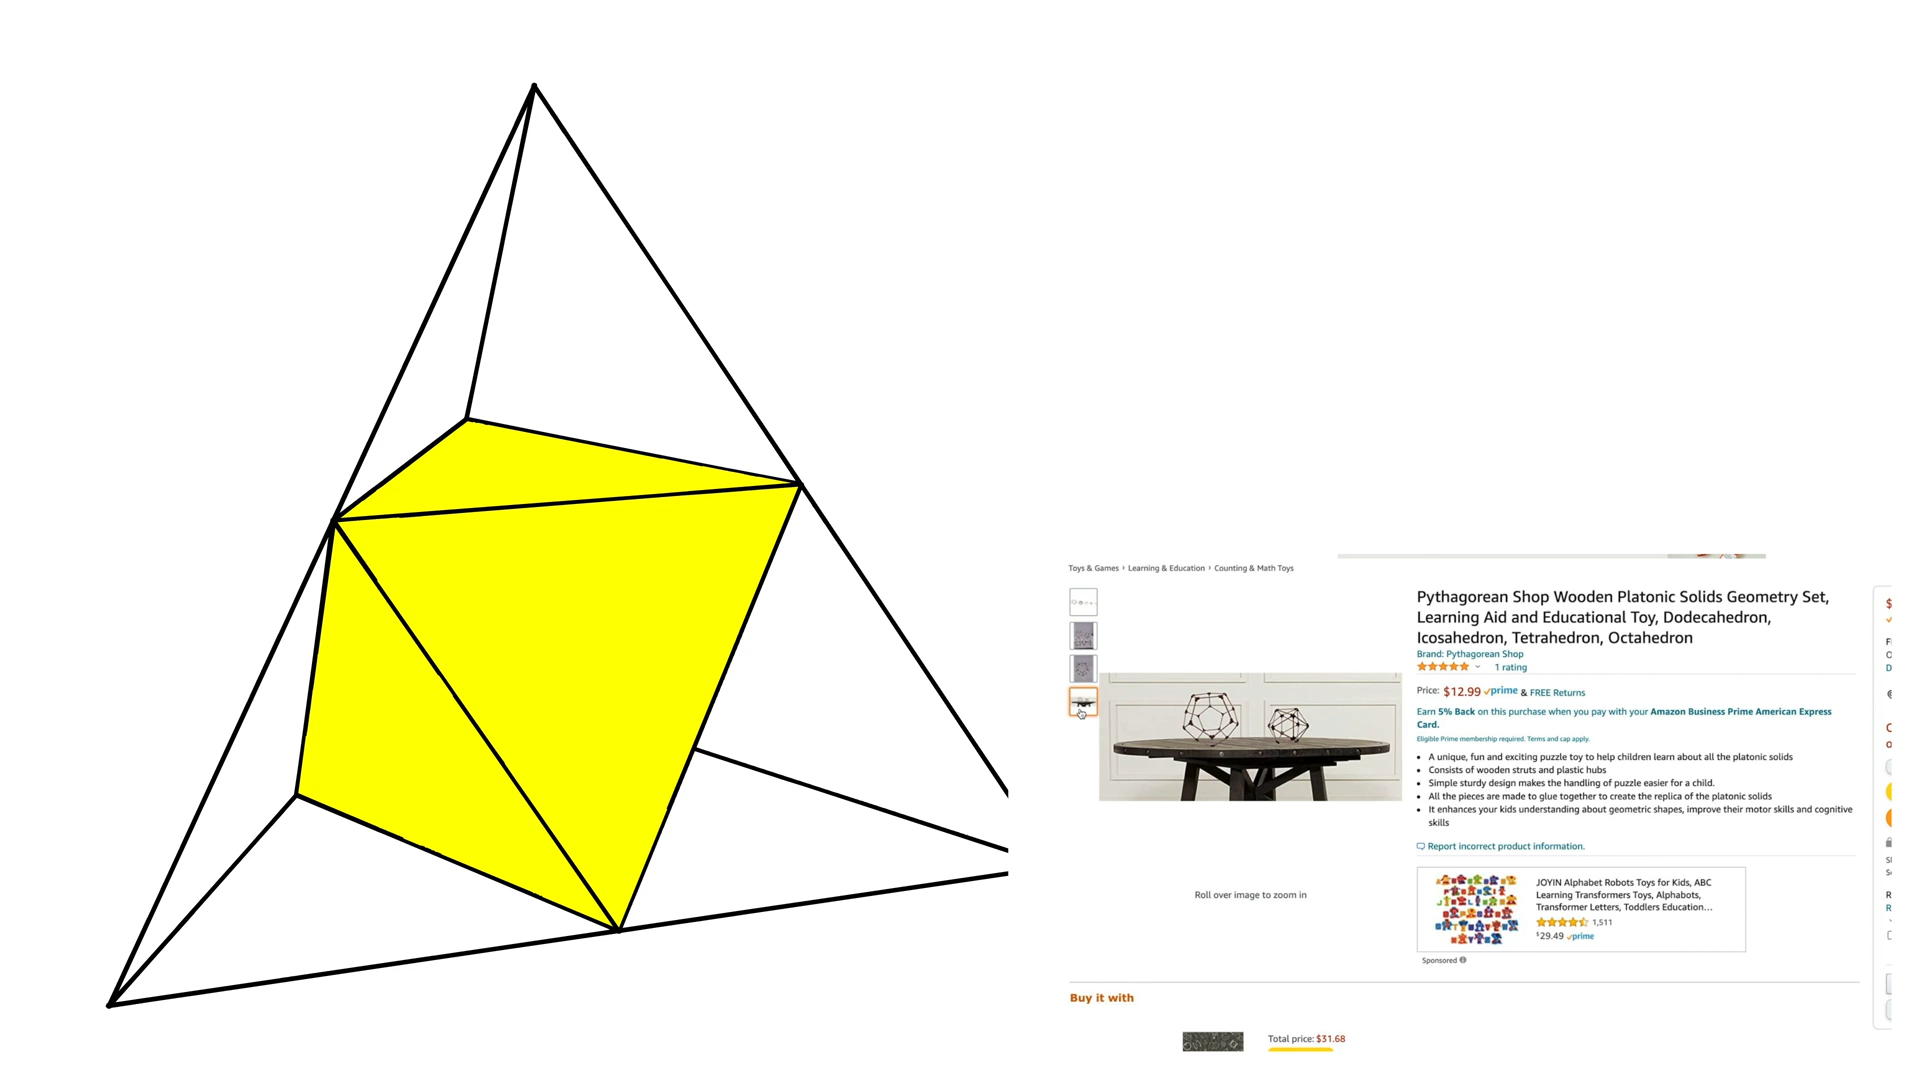 Toys & Games › Learning & Education › Counting & Math Toys
Pythagorean Shop Wooden Platonic Solids Geometry Set,
Learning Aid and Educational Toy, Dodecahedron,
Icosahedron, Tetrahedron, Octahedron
Brand: Pythagorean Shop
1 rating
Price: $12.99 prime & FREE Returns
Earn 5% Back on this purchase when you pay with your Amazon Business Prime American Express
Card.
Eligible Prime membership required. Terms and cap apply.
• A unique, fun and exciting puzzle toy to help children learn about all the platonic solids
• Consists of wooden struts and plastic hubs
• Simple sturdy design makes the handling of puzzle easier for a child.
• All the pieces are made to glue together to create the replica of the platonic solids
• It enhances your kids understanding about geometric shapes, improve their motor skills and cognitive
skills
Report incorrect product information.
Roll over image to zoom in
JOYIN Alphabet Robots Toys for Kids, ABC
Learning Transformers Toys, Alphabots,
Transformer Letters, Toddlers Education...
1,511
$29.49 prime
Sponsored
Buy it with
Total price: $31.68